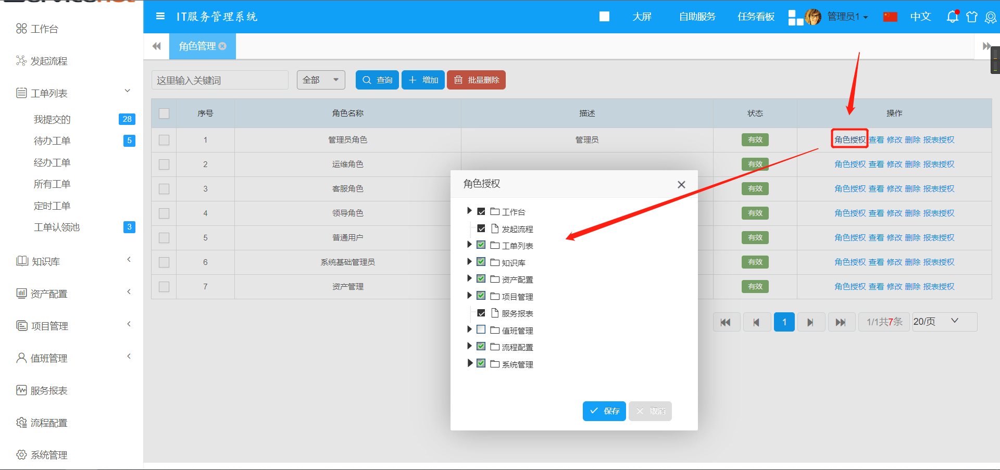 IT服务管理系统
大屏
自助服务
任务看板
管理员1
中文
工作台
发起流程
工单列表
我提交的 28
待办工单 5
经办工单
所有工单
定时工单
工单认领池 3
知识库
资产配置
项目管理
值班管理
服务报表
流程配置
系统管理
角色管理
这里输入关键词 全部 查询 增加 批量删除
序号 角色名称 描述 状态 操作
1 管理员角色 管理员 有效 角色授权 查看 修改 删除 报表授权
2 运维角色 有效 角色授权 查看 修改 删除 报表授权
3 客服角色 有效 角色授权 查看 修改 删除 报表授权
4 领导角色 有效 角色授权 查看 修改 删除 报表授权
5 普通用户 有效 角色授权 查看 修改 删除 报表授权
6 系统基础管理员 有效 角色授权 查看 修改 删除 报表授权
7 资产管理 有效 角色授权 查看 修改 删除 报表授权
1 1/1共7条 20/页
角色授权
工作台
发起流程
工单列表
知识库
资产配置
项目管理
服务报表
值班管理
流程配置
系统管理
保存 取消